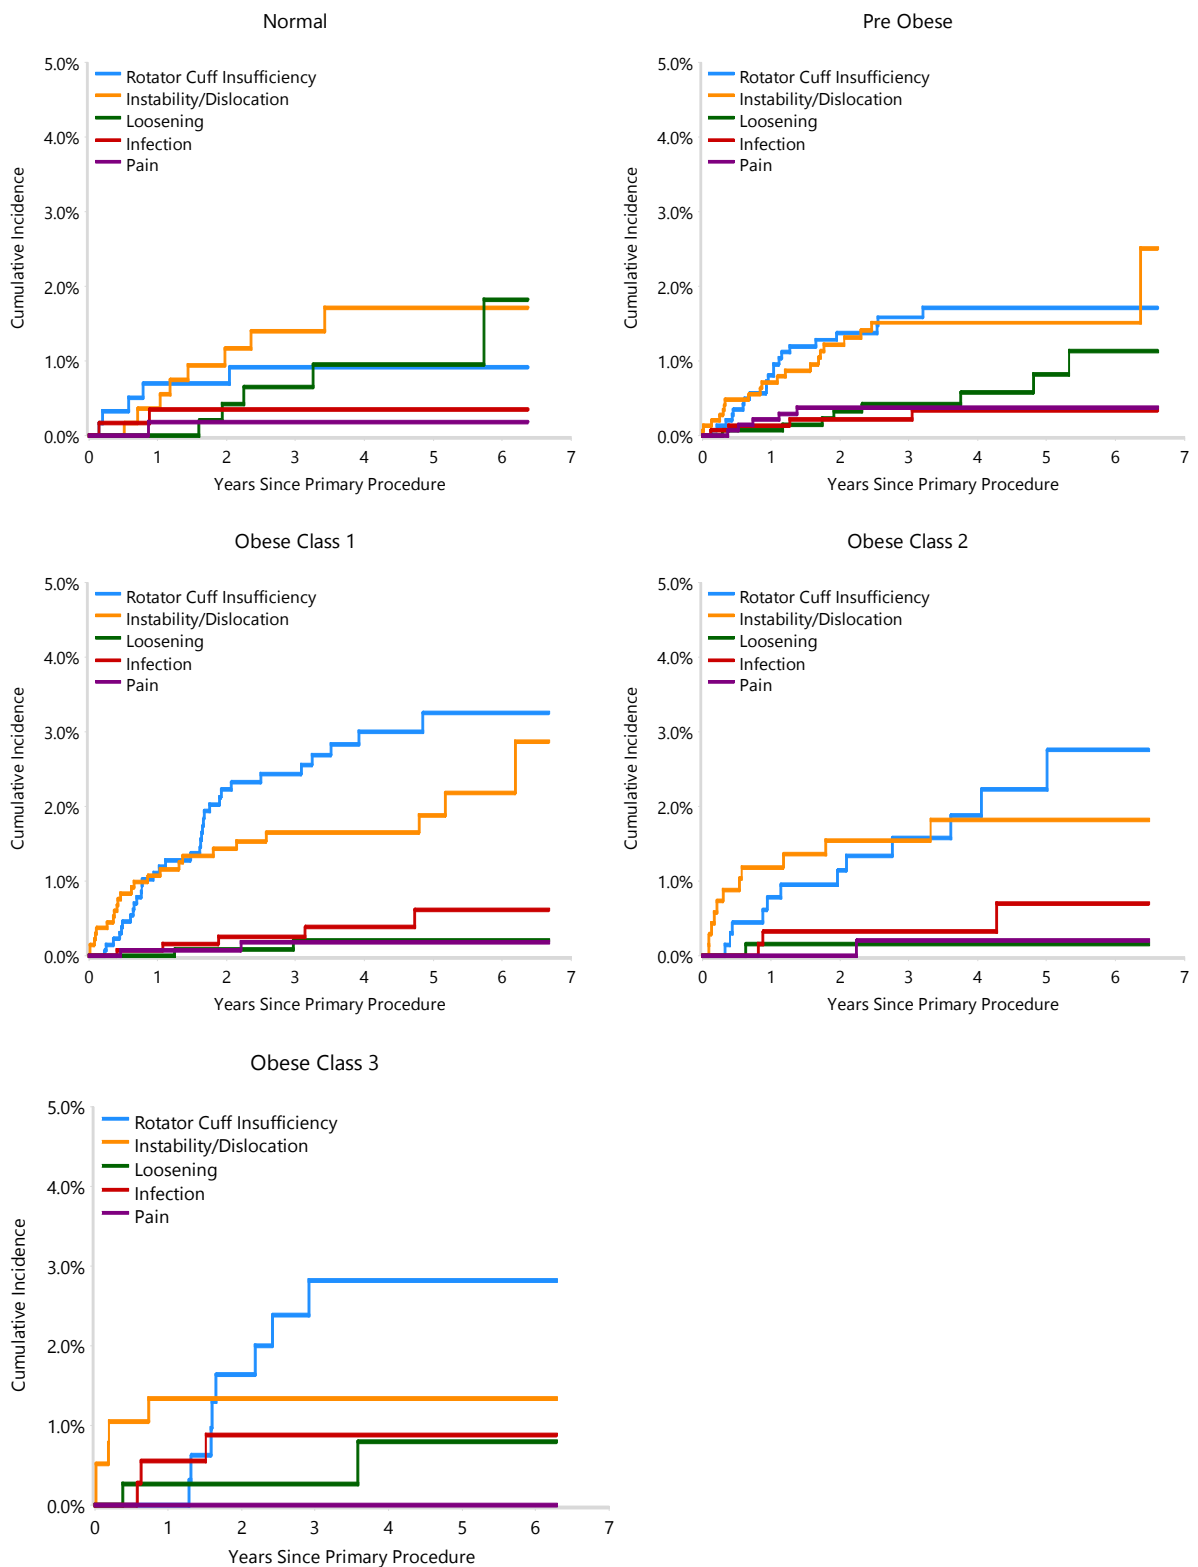 Normal
5.0%
4.0%
3.0%
2.0%
1.0%
0.0%
Cumulative Incidence
Rotator Cuff Insufficiency
Instability/Dislocation
Loosening
Infection
Pain
0 1 2 3 4 5 6 7
Years Since Primary Procedure
Pre Obese
5.0%
4.0%
3.0%
2.0%
1.0%
0.0%
Cumulative Incidence
Rotator Cuff Insufficiency
Instability/Dislocation
Loosening
Infection
Pain
0 1 2 3 4 5 6 7
Years Since Primary Procedure
Obese Class 1
5.0%
4.0%
3.0%
2.0%
1.0%
0.0%
Cumulative Incidence
Rotator Cuff Insufficiency
Instability/Dislocation
Loosening
Infection
Pain
0 1 2 3 4 5 6 7
Years Since Primary Procedure
Obese Class 2
5.0%
4.0%
3.0%
2.0%
1.0%
0.0%
Cumulative Incidence
Rotator Cuff Insufficiency
Instability/Dislocation
Loosening
Infection
Pain
0 1 2 3 4 5 6 7
Years Since Primary Procedure
Obese Class 3
5.0%
4.0%
3.0%
2.0%
1.0%
0.0%
Cumulative Incidence
Rotator Cuff Insufficiency
Instability/Dislocation
Loosening
Infection
Pain
0 1 2 3 4 5 6 7
Years Since Primary Procedure